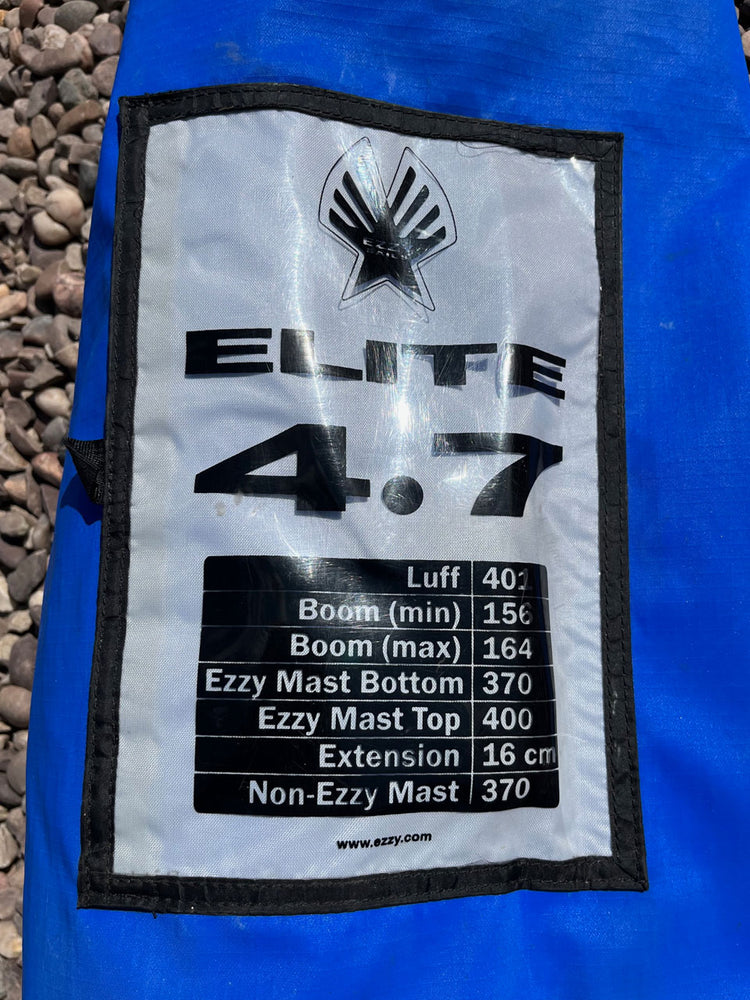 EZZY
ELITE
4.7
Luff 401
Boom (min) 156
Boom (max) 164
Ezzy Mast Bottom 370
Ezzy Mast Top 400
Extension 16 cm
Non-Ezzy Mast 370
www.ezzy.com